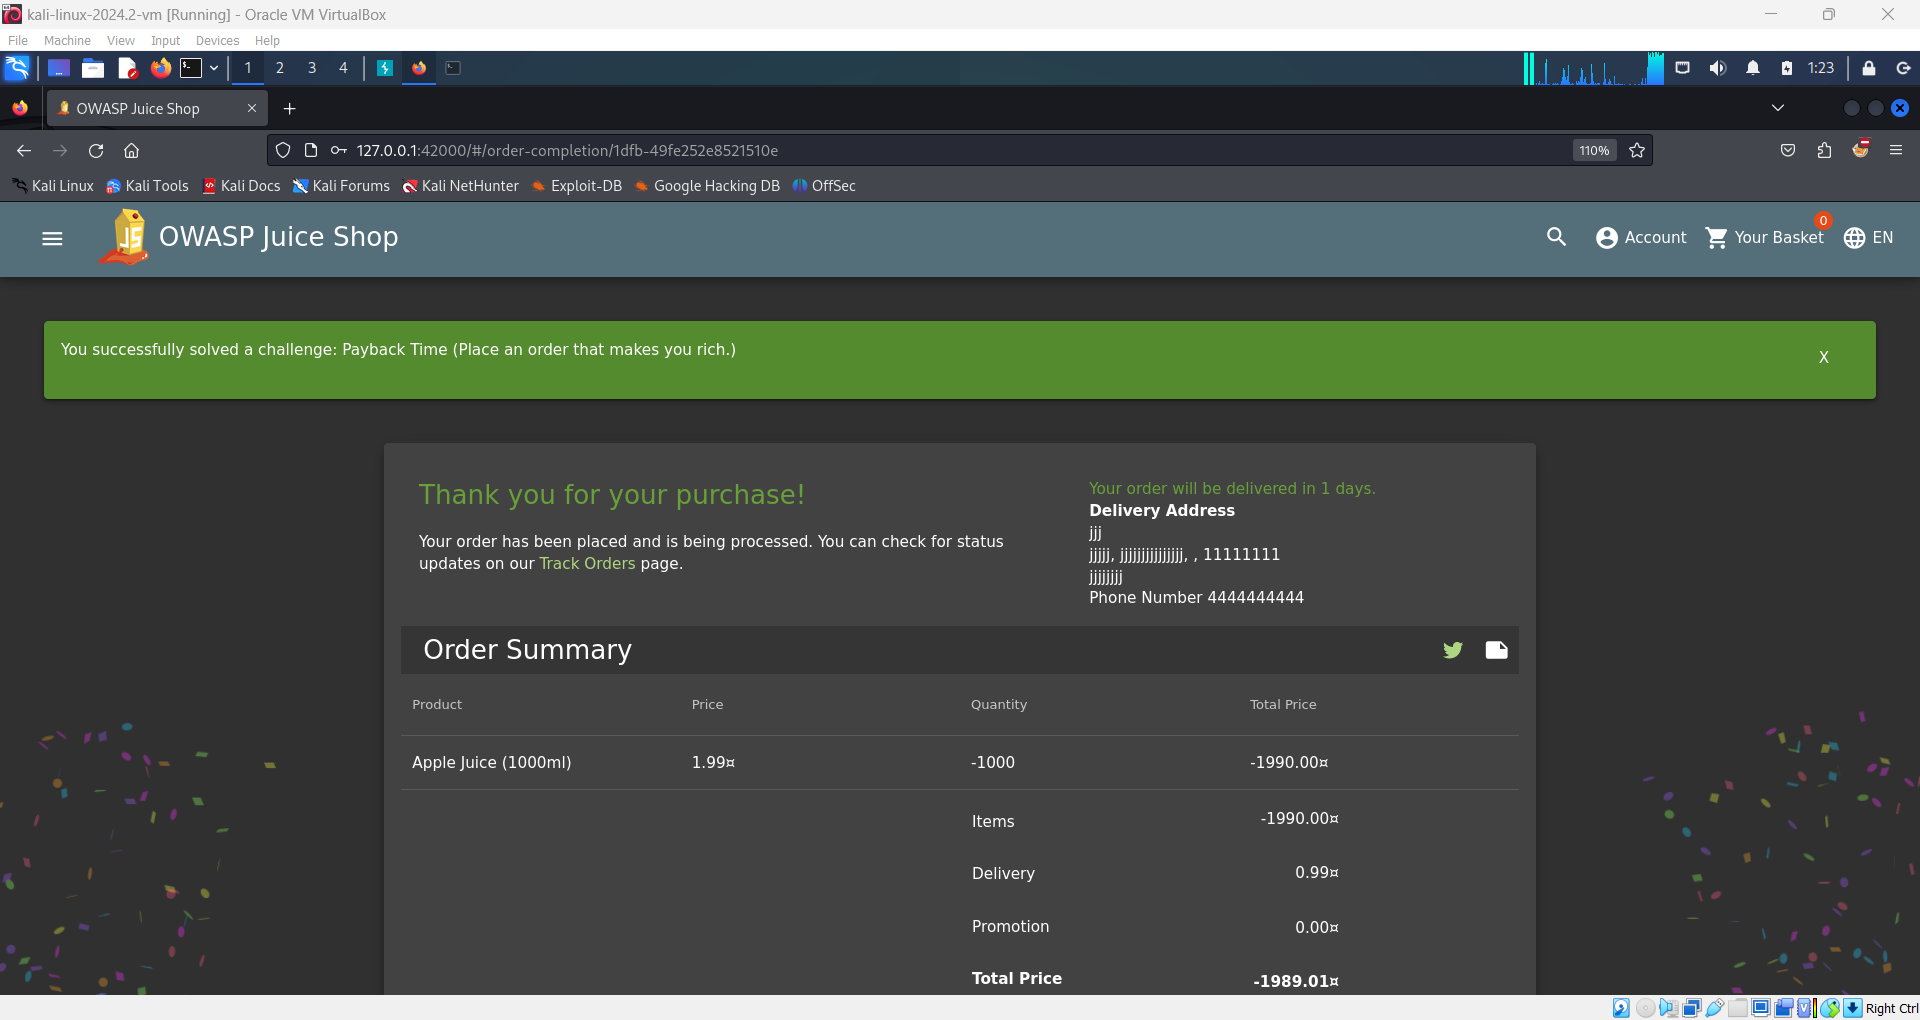 kali-linux-2024.2-vm [Running] - Oracle VM VirtualBox
File Machine View Input Devices Help
1 2 3 4 1:23
OWASP Juice Shop
127.0.0.1:42000/#/order-completion/1dfb-49fe252e8521510e 110%
Kali Linux Kali Tools Kali Docs Kali Forums Kali NetHunter Exploit-DB Google Hacking DB OffSec
OWASP Juice Shop Account Your Basket 0 EN
You successfully solved a challenge: Payback Time (Place an order that makes you rich.) X
Thank you for your purchase!
Your order has been placed and is being processed. You can check for status
updates on our Track Orders page.
Your order will be delivered in 1 days.
Delivery Address
jjj
jjjjj, jjjjjjjjjjjjjjj, , 11111111
jjjjjjjj
Phone Number 4444444444
Order Summary
Product Price Quantity Total Price
Apple Juice (1000ml) 1.99¤ -1000 -1990.00¤
Items -1990.00¤
Delivery 0.99¤
Promotion 0.00¤
Total Price -1989.01¤
Right Ctrl